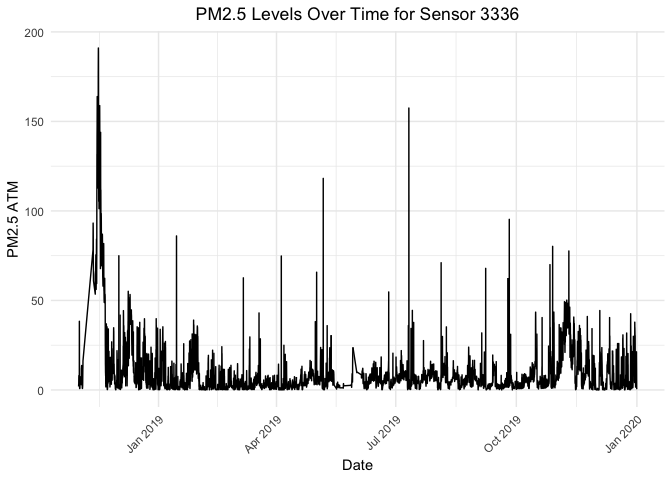 PM2.5 Levels Over Time for Sensor 3336
200
150
100
50
0
PM2.5 ATM
Jan 2019
Apr 2019
Jul 2019
Oct 2019
Jan 2020
Date